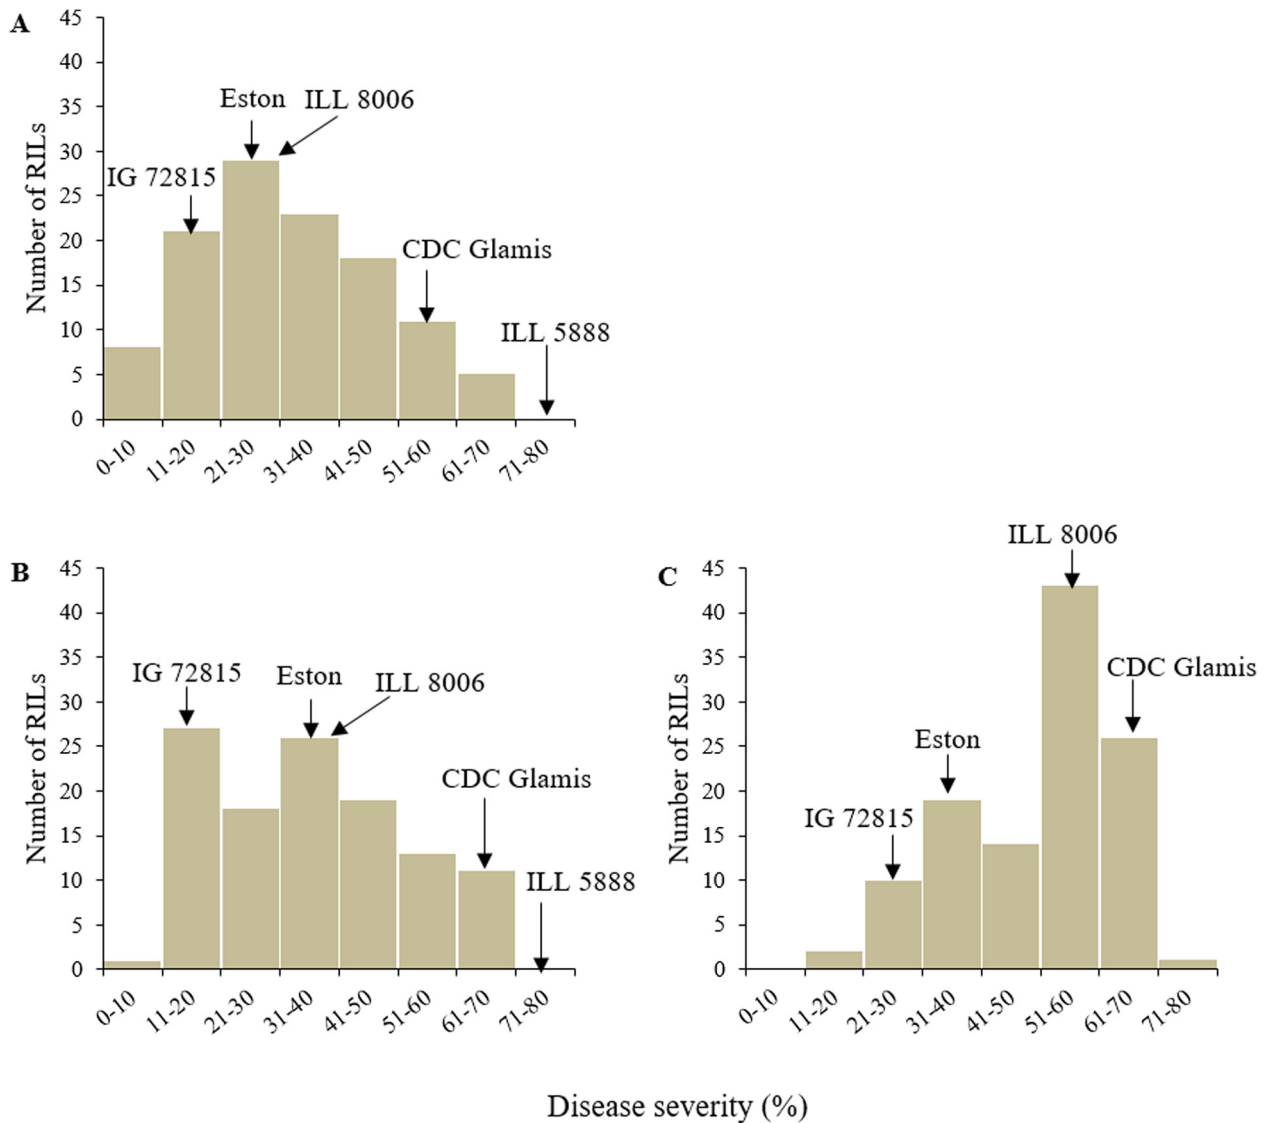 A
45
40
35
30
25
20
15
10
5
0
Number of RILs
Eston
ILL 8006
IG 72815
CDC Glamis
ILL 5888
0-10
11-20
21-30
31-40
41-50
51-60
61-70
71-80
B
45
40
35
30
25
20
15
10
5
0
Number of RILs
IG 72815
Eston
ILL 8006
CDC Glamis
ILL 5888
0-10
11-20
21-30
31-40
41-50
51-60
61-70
71-80
C
45
40
35
30
25
20
15
10
5
0
Number of RILs
ILL 8006
CDC Glamis
Eston
IG 72815
0-10
11-20
21-30
31-40
41-50
51-60
61-70
71-80
Disease severity (%)